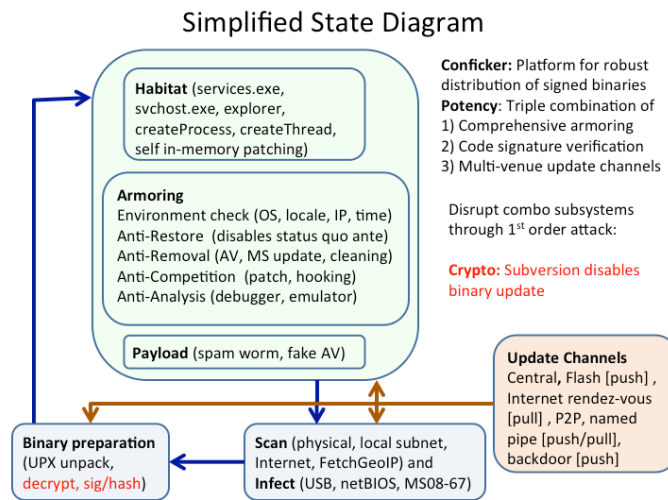 Simplified State Diagram
Habitat (services.exe,
svchost.exe, explorer,
createProcess, createThread,
self in-memory patching)
Armoring
Environment check (OS, locale, IP, time)
Anti-Restore (disables status quo ante)
Anti-Removal (AV, MS update, cleaning)
Anti-Competition (patch, hooking)
Anti-Analysis (debugger, emulator)
Payload (spam worm, fake AV)
Conficker: Platform for robust
distribution of signed binaries
Potency: Triple combination of
1) Comprehensive armoring
2) Code signature verification
3) Multi-venue update channels
Disrupt combo subsystems
through 1st order attack:
Crypto: Subversion disables
binary update
Update Channels
Central, Flash [push] ,
Internet rendez-vous
[pull] , P2P, named
pipe [push/pull],
backdoor [push]
Binary preparation
(UPX unpack,
decrypt, sig/hash)
Scan (physical, local subnet,
Internet, FetchGeoIP) and
Infect (USB, netBIOS, MS08-67)